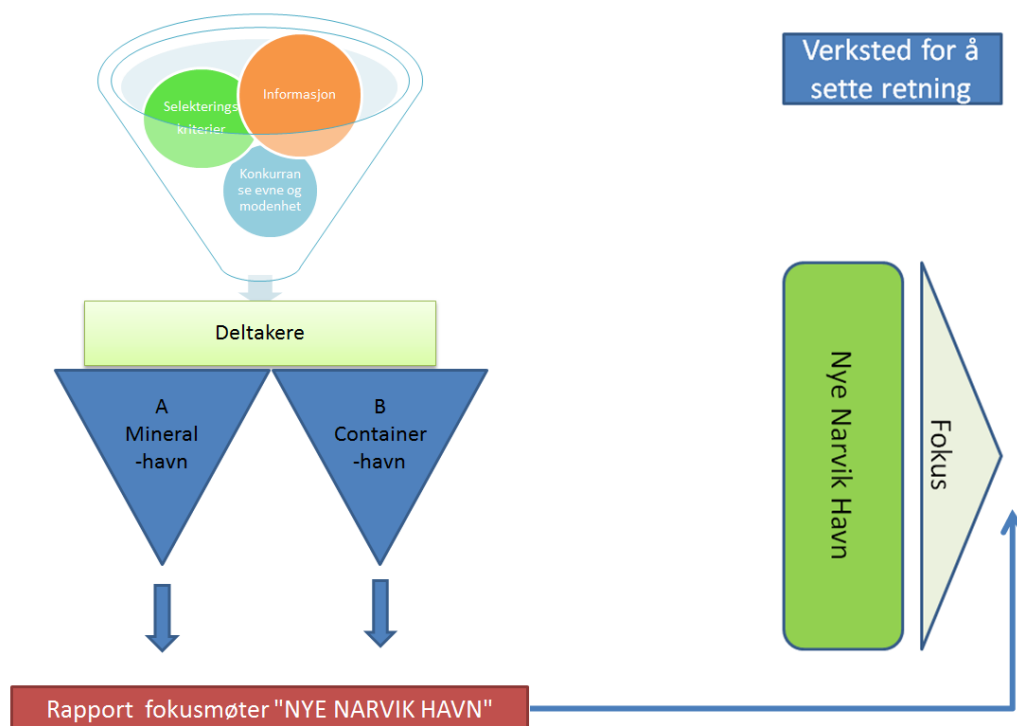 Informasjon
Selekterings
kriterier
Konkurran
se evne og
modenhet
Deltakere
A
Mineral
-havn
B
Container
-havn
Rapport fokusmøter "NYE NARVIK HAVN"
Verksted for å
sette retning
Nye Narvik Havn
Fokus